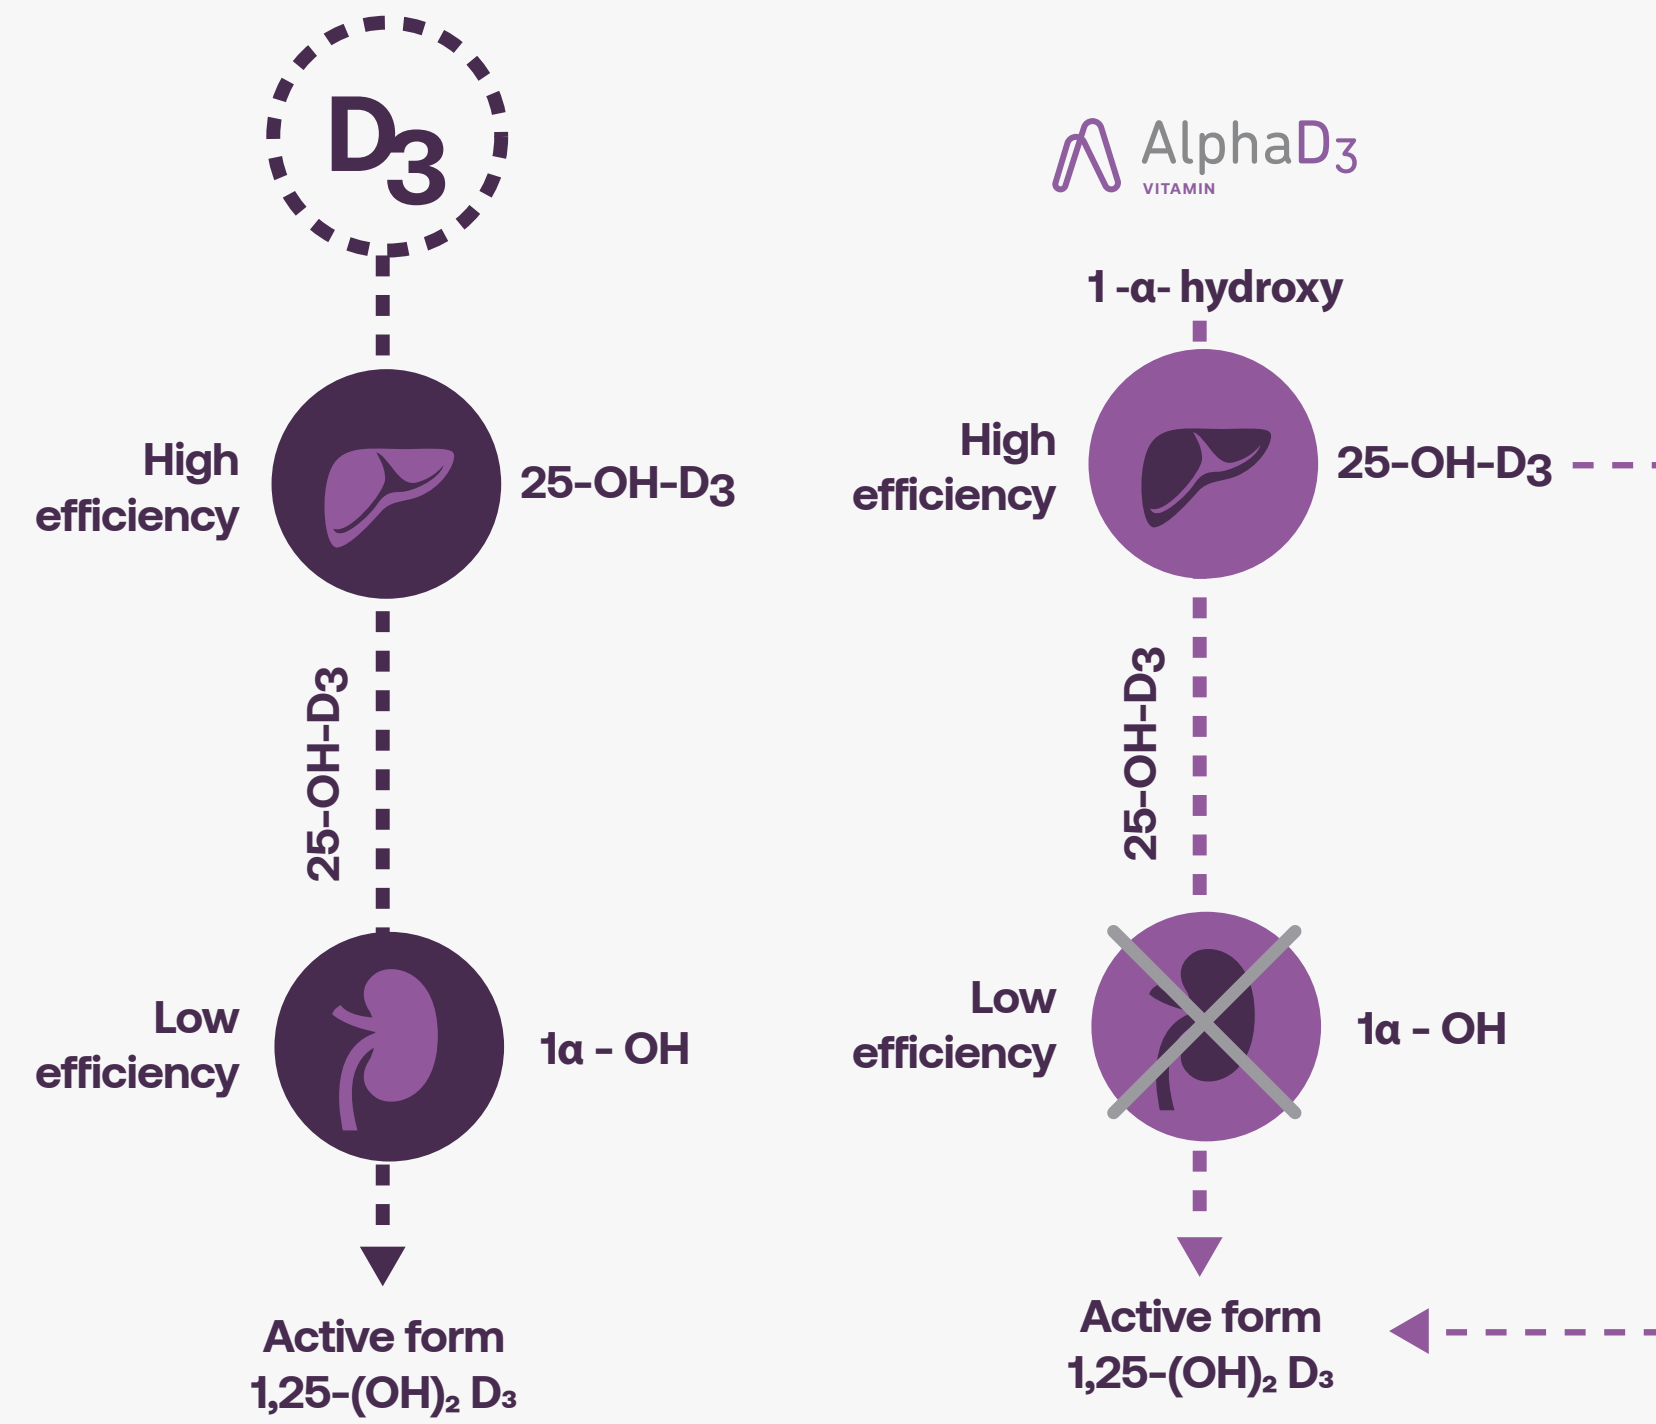 D3
High
efficiency
25-OH-D3
25-OH-D3
Low
efficiency
1α - OH
Active form
1,25-(OH)₂ D₃
AlphaD3
VITAMIN
1 -α- hydroxy
High
efficiency
25-OH-D3
25-OH-D3
Low
efficiency
1α - OH
Active form
1,25-(OH)₂ D₃